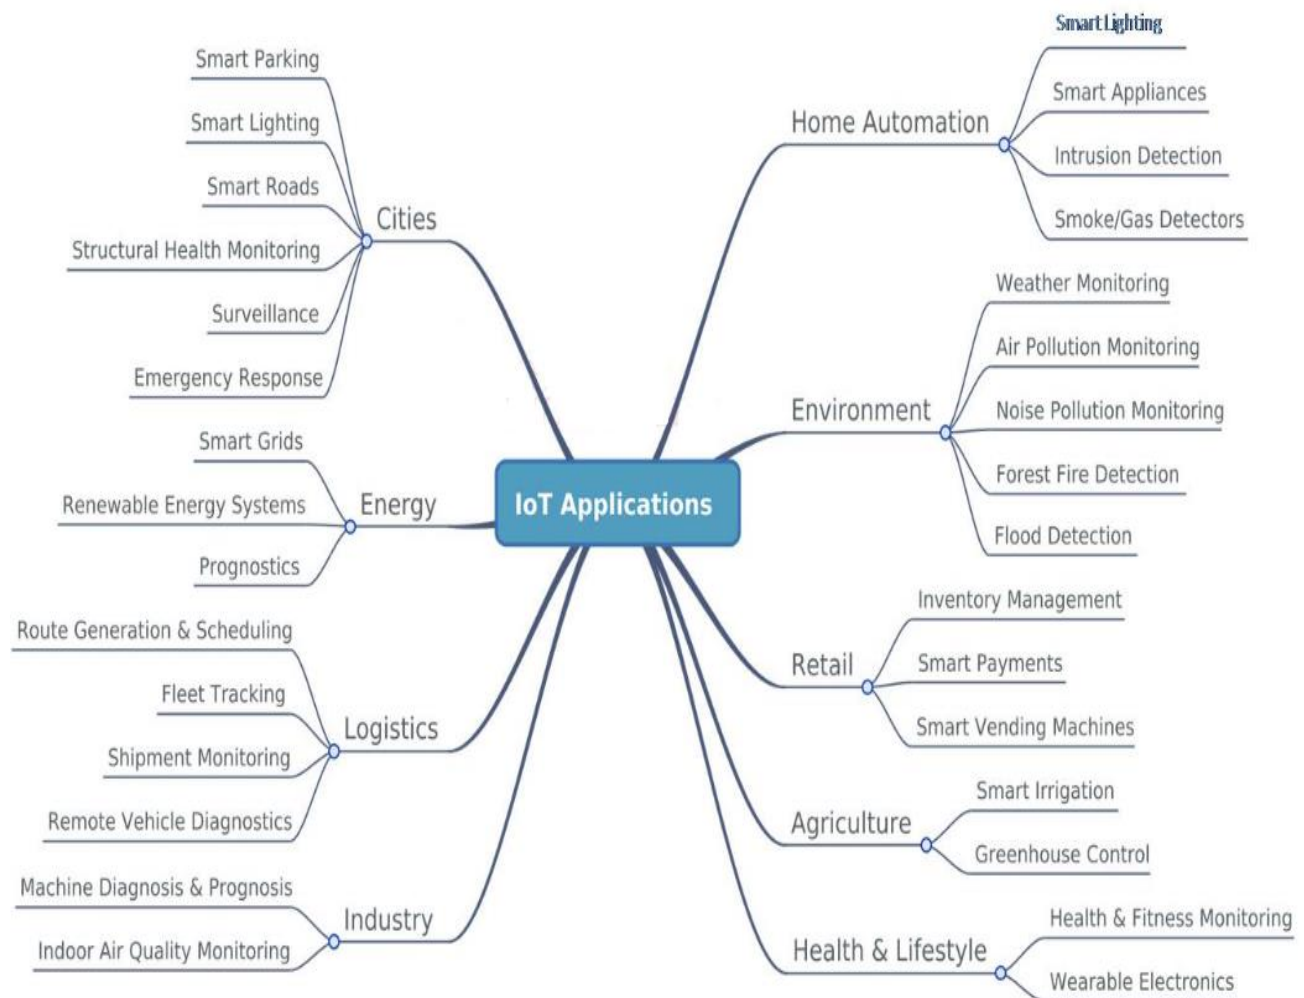 Smart Parking
Smart Lighting
Smart Roads
Structural Health Monitoring
Surveillance
Emergency Response
Cities
Smart Grids
Renewable Energy Systems
Prognostics
Energy
Route Generation & Scheduling
Fleet Tracking
Shipment Monitoring
Remote Vehicle Diagnostics
Logistics
Machine Diagnosis & Prognosis
Indoor Air Quality Monitoring
Industry
IoT Applications
Home Automation
Smart Lighting
Smart Appliances
Intrusion Detection
Smoke/Gas Detectors
Environment
Weather Monitoring
Air Pollution Monitoring
Noise Pollution Monitoring
Forest Fire Detection
Flood Detection
Retail
Inventory Management
Smart Payments
Smart Vending Machines
Agriculture
Smart Irrigation
Greenhouse Control
Health & Lifestyle
Health & Fitness Monitoring
Wearable Electronics